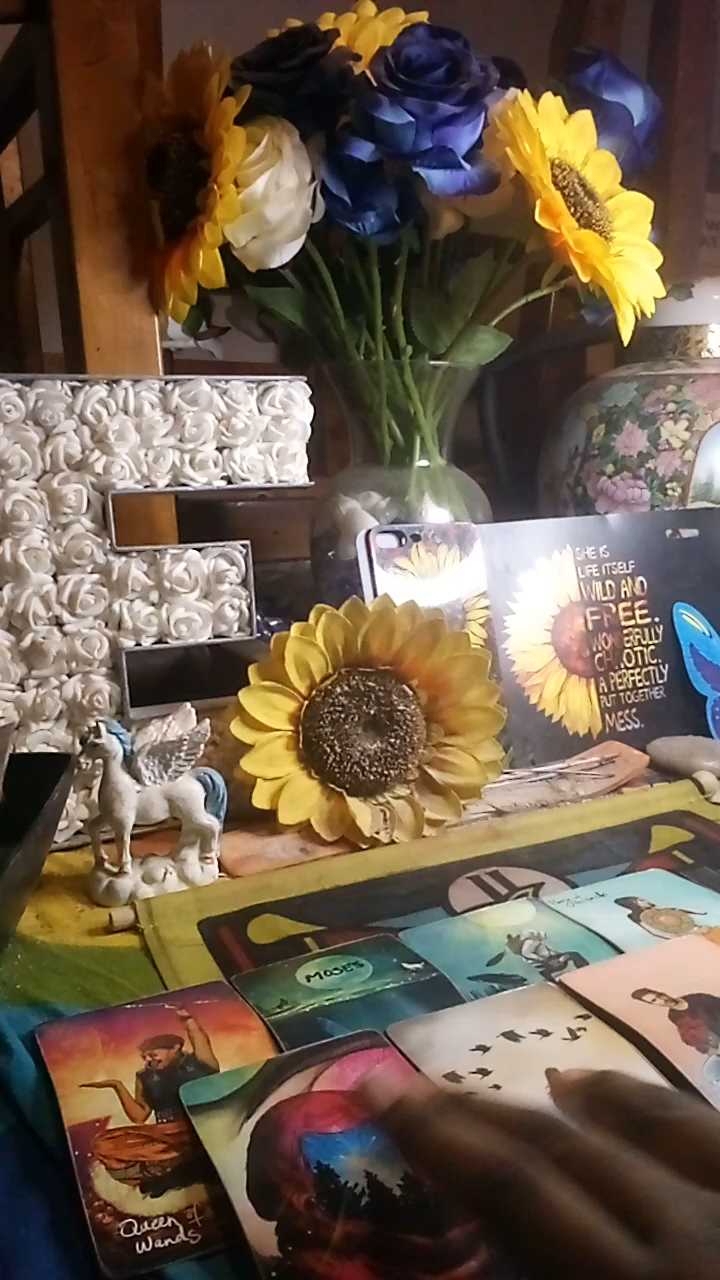 E
SHE IS
LIFE ITSELF
WILD AND
FREE.
WONDERFULLY
CHAOTIC.
A PERFECTLY
PUT TOGETHER
MESS.
MOSES
Queen of
Wands